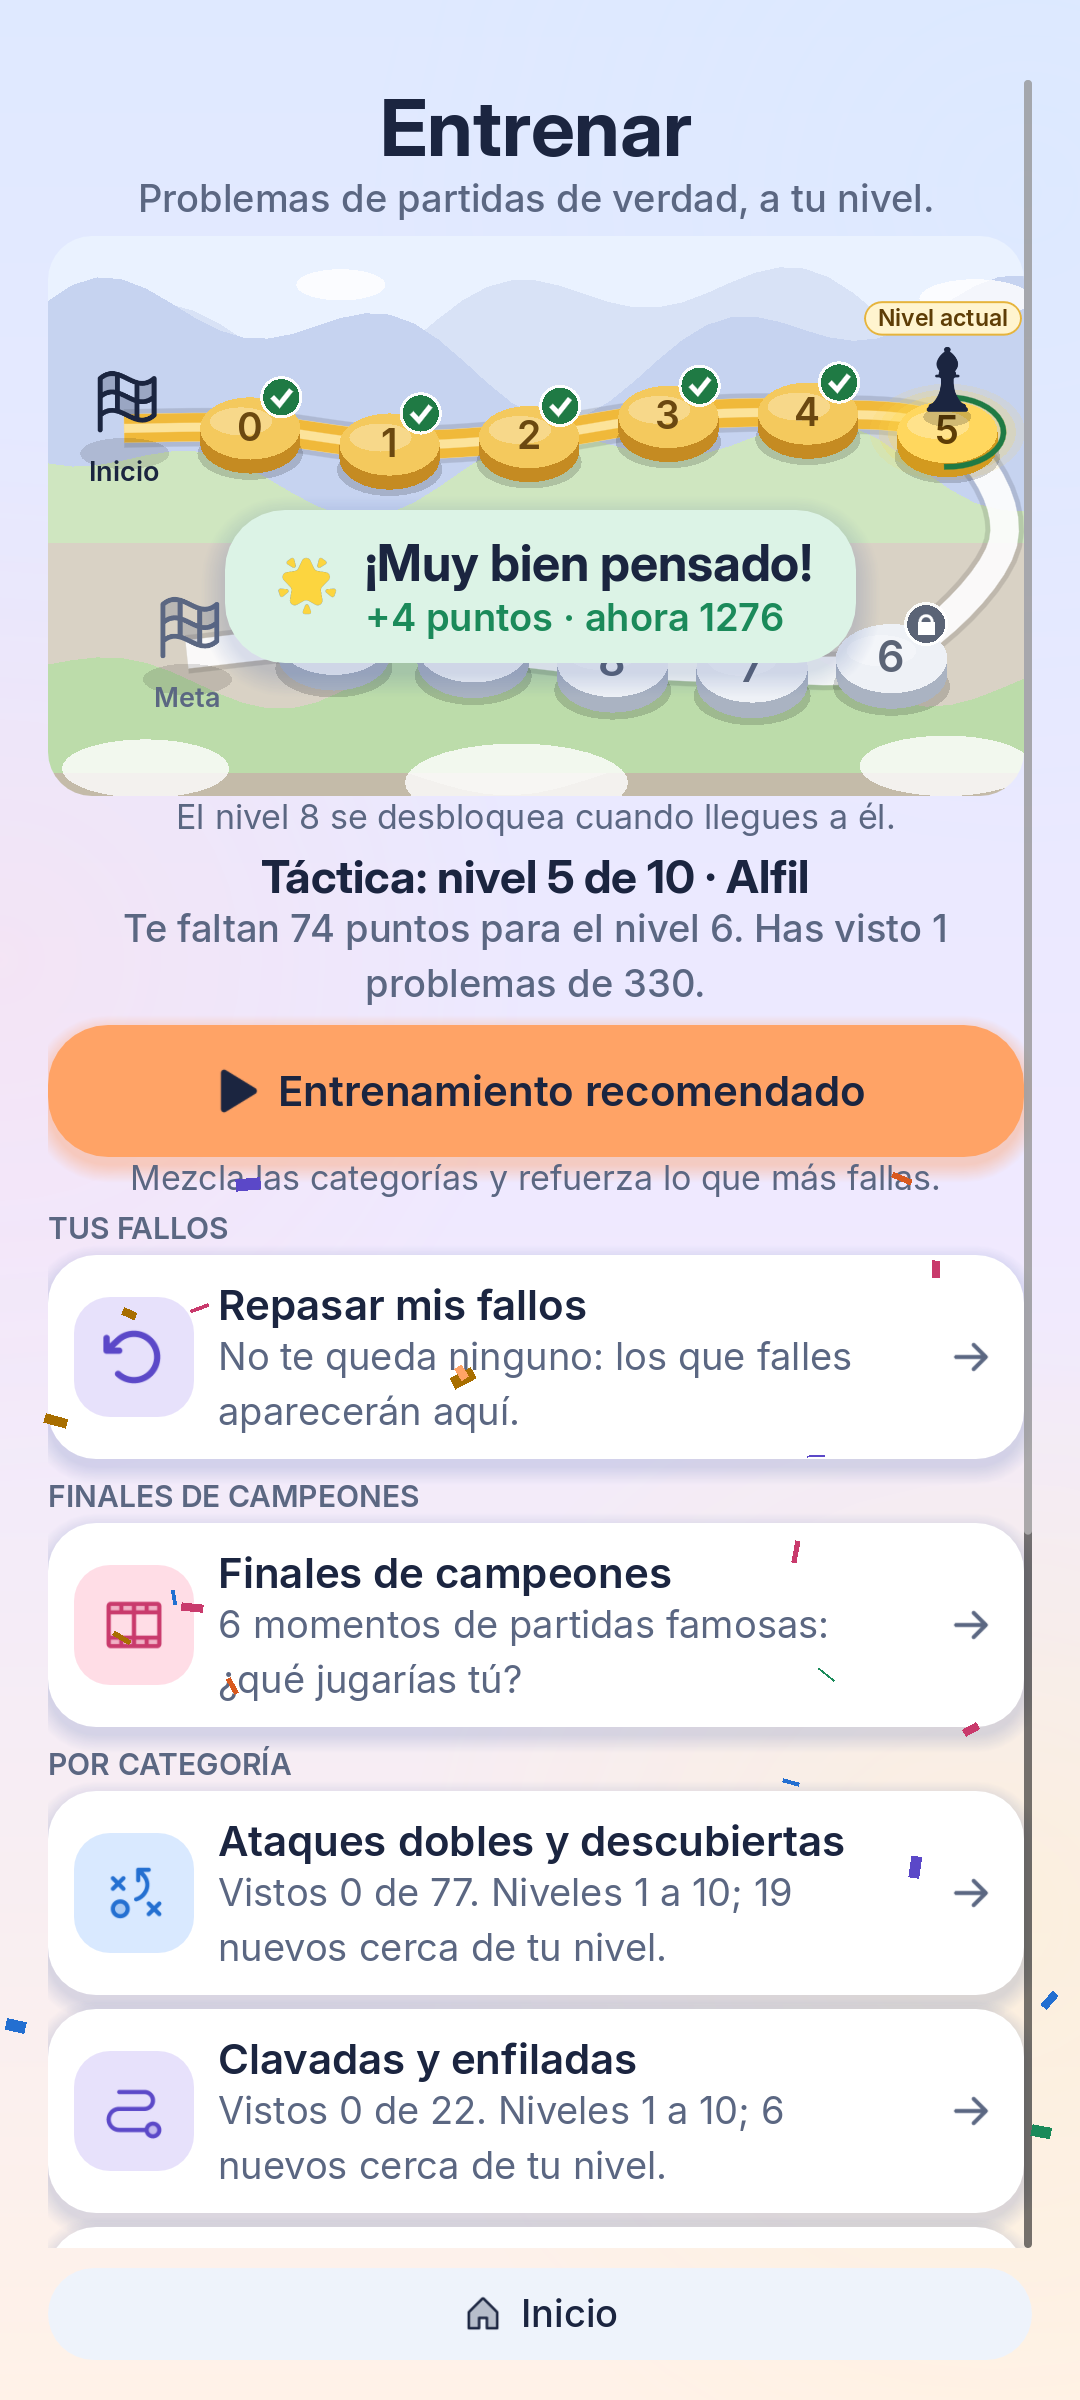 Entrenar
Problemas de partidas de verdad, a tu nivel.
Nivel actual
0
1
2
3
4
5
Inicio
¡Muy bien pensado!
+4 puntos · ahora 1276
8
7
6
Meta
El nivel 8 se desbloquea cuando llegues a él.
Táctica: nivel 5 de 10 · Alfil
Te faltan 74 puntos para el nivel 6. Has visto 1
problemas de 330.
Entrenamiento recomendado
Mezcla las categorías y refuerza lo que más fallas.
TUS FALLOS
Repasar mis fallos
No te queda ninguno: los que falles
aparecerán aquí.
FINALES DE CAMPEONES
Finales de campeones
6 momentos de partidas famosas:
¿qué jugarías tú?
POR CATEGORÍA
Ataques dobles y descubiertas
Vistos 0 de 77. Niveles 1 a 10; 19
nuevos cerca de tu nivel.
Clavadas y enfiladas
Vistos 0 de 22. Niveles 1 a 10; 6
nuevos cerca de tu nivel.
Inicio